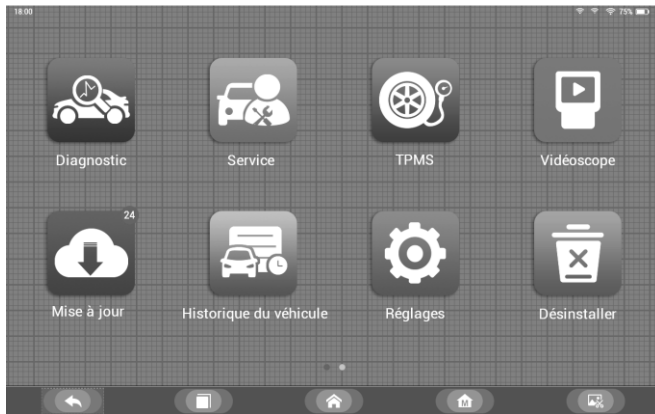 18:00 75%
Diagnostic Service TPMS Vidéoscope
24
Mise à jour Historique du véhicule Réglages Désinstaller
M